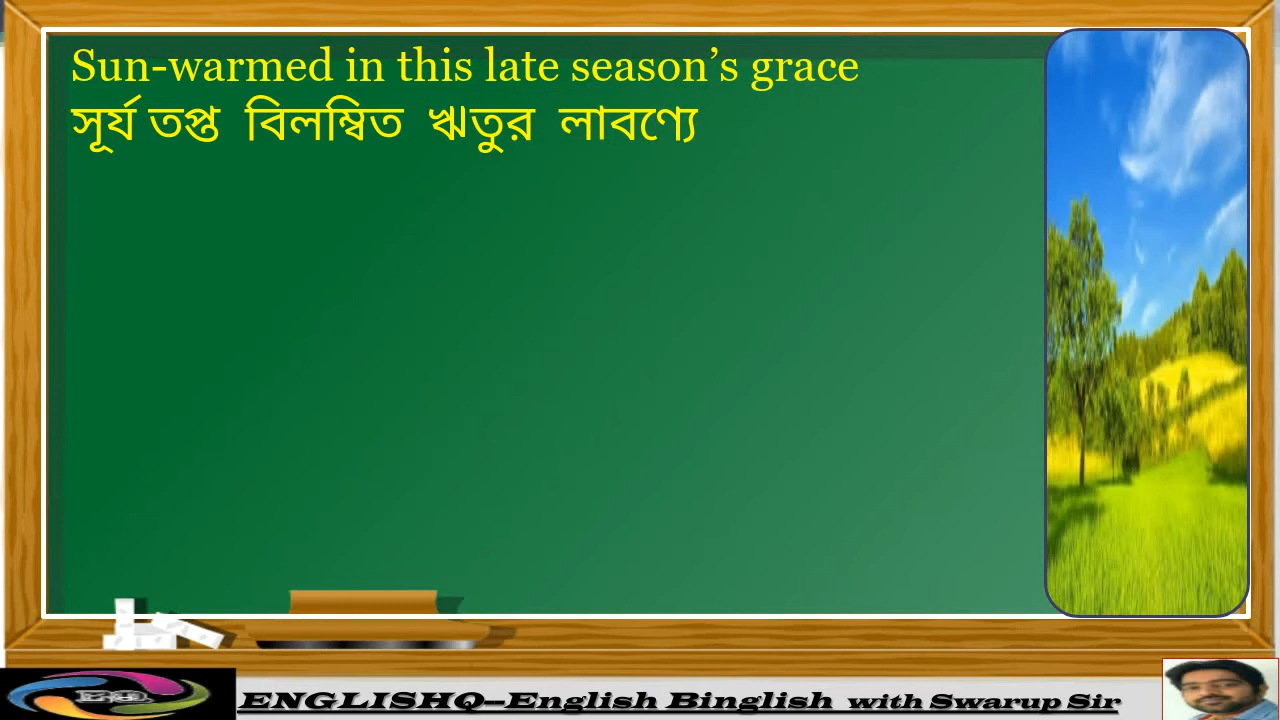 Sun-warmed in this late season’s grace
সূর্য তপ্ত বিলম্বিত ঋতুর লাবণ্যে
ENGLISHQ--English Binglish with Swarup Sir